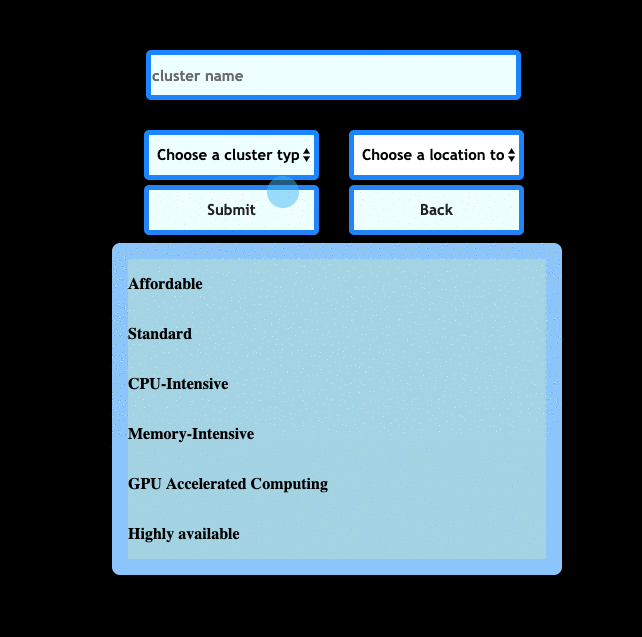 cluster name
Choose a cluster typ
Choose a location to
Submit
Back
Affordable
Standard
CPU-Intensive
Memory-Intensive
GPU Accelerated Computing
Highly available